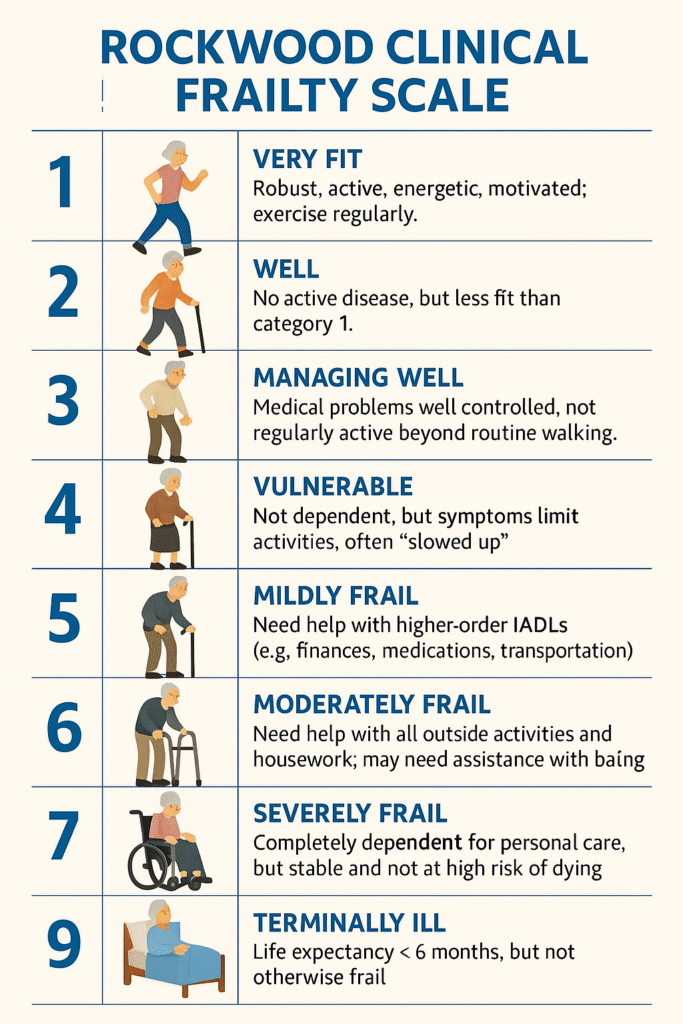 ROCKWOOD CLINICAL
FRAILTY SCALE
1
VERY FIT
Robust, active, energetic, motivated;
exercise regularly.
2
WELL
No active disease, but less fit than
category 1.
3
MANAGING WELL
Medical problems well controlled, not
regularly active beyond routine walking.
4
VULNERABLE
Not dependent, but symptoms limit
activities, often “slowed up”
5
MILDLY FRAIL
Need help with higher-order IADLs
(e.g, finances, medications, transportation)
6
MODERATELY FRAIL
Need help with all outside activities and
housework; may need assistance with baíng
7
SEVERELY FRAIL
Completely dependent for personal care,
but stable and not at high risk of dying
9
TERMINALLY ILL
Life expectancy < 6 months, but not
otherwise frail